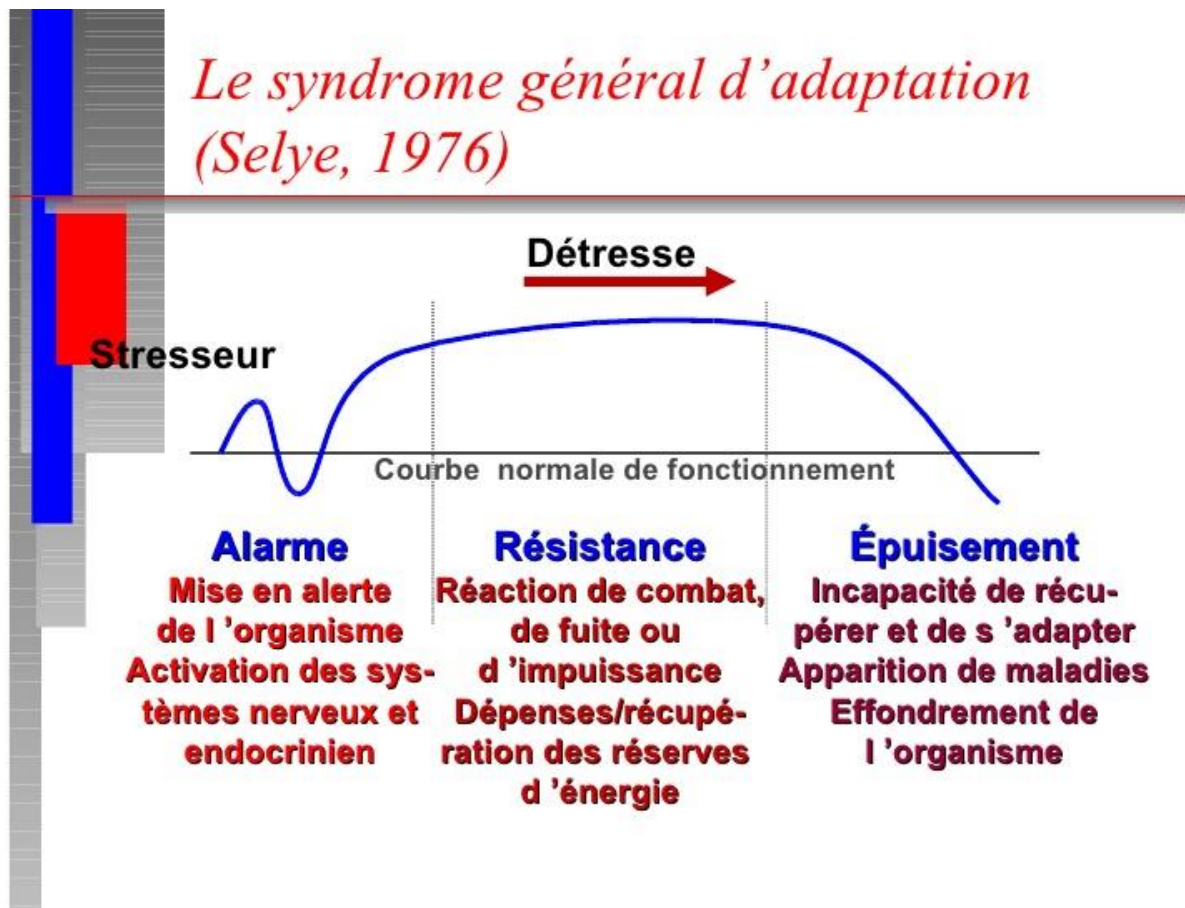 Le syndrome général d’adaptation
(Selye, 1976)
Détresse
Stresseur
Courbe normale de fonctionnement
Alarme
Mise en alerte
de l ’organisme
Activation des sys-
tèmes nerveux et
endocrinien
Résistance
Réaction de combat,
de fuite ou
d ’impuissance
Dépenses/récupé-
ration des réserves
d ’énergie
Épuisement
Incapacité de récu-
pérer et de s ’adapter
Apparition de maladies
Effondrement de
l ’organisme